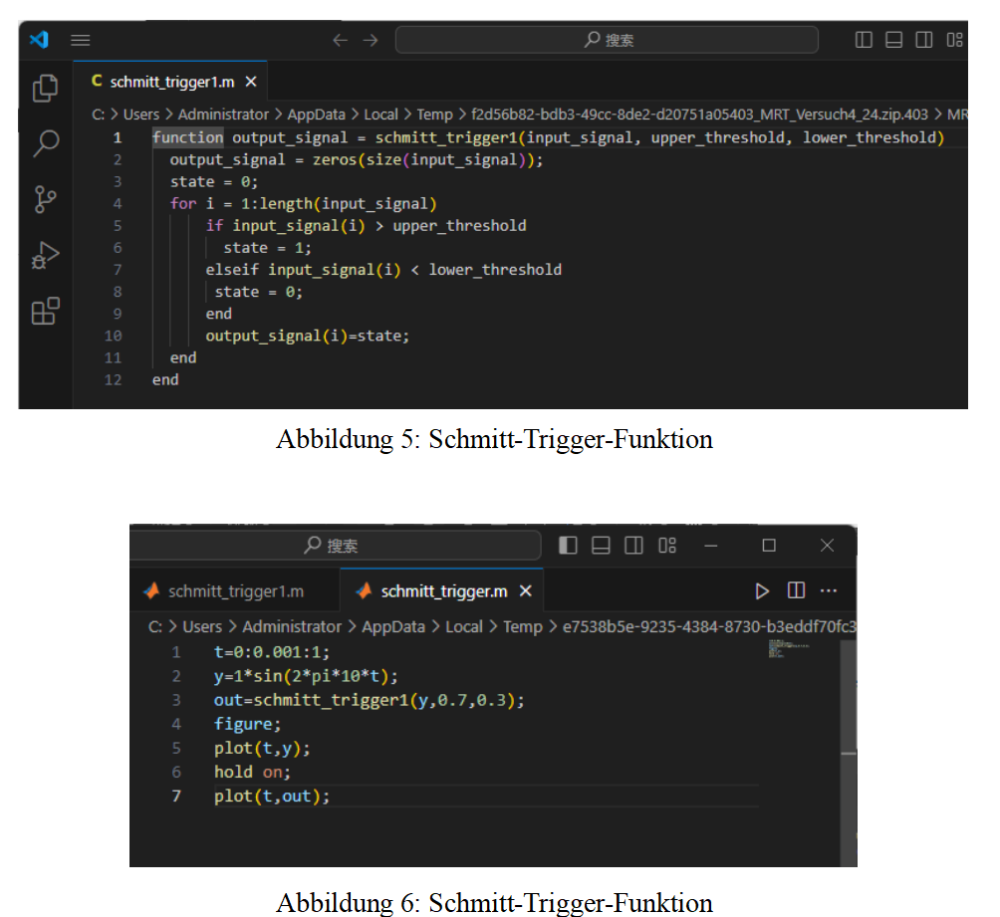 搜索
schmitt_trigger1.m
C: > Users > Administrator > AppData > Local > Temp > f2d56b82-bdb3-49cc-8de2-d20751a05403_MRT_Versuch4_24.zip.403 > MR
1 function output_signal = schmitt_trigger1(input_signal, upper_threshold, lower_threshold)
2 output_signal = zeros(size(input_signal));
3 state = 0;
4 for i = 1:length(input_signal)
5 if input_signal(i) > upper_threshold
6 state = 1;
7 elseif input_signal(i) < lower_threshold
8 state = 0;
9 end
10 output_signal(i)=state;
11 end
12 end
Abbildung 5: Schmitt-Trigger-Funktion
搜索
schmitt_trigger1.m schmitt_trigger.m
C: > Users > Administrator > AppData > Local > Temp > e7538b5e-9235-4384-8730-b3eddf70fc3
1 t=0:0.001:1;
2 y=1*sin(2*pi*10*t);
3 out=schmitt_trigger1(y,0.7,0.3);
4 figure;
5 plot(t,y);
6 hold on;
7 plot(t,out);
Abbildung 6: Schmitt-Trigger-Funktion